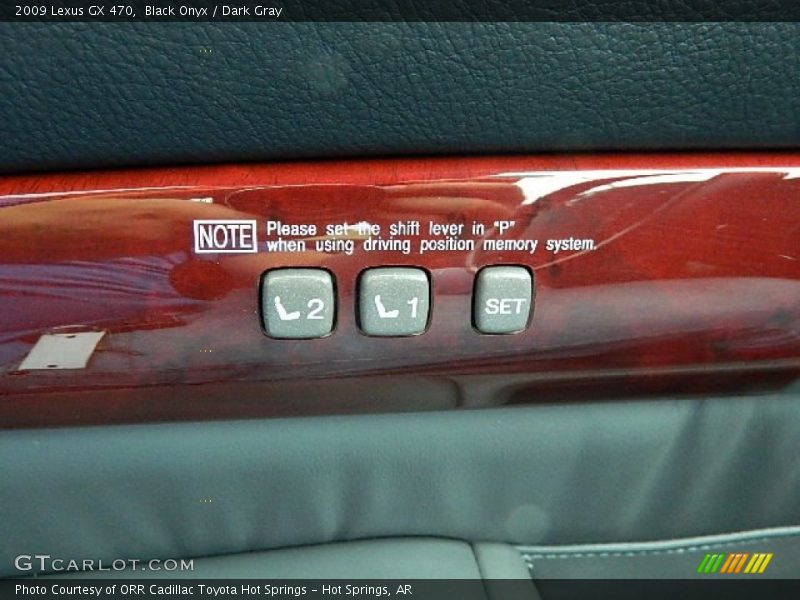 2009 Lexus GX 470, Black Onyx / Dark Gray
NOTE Please set the shift lever in "P"
when using driving position memory system.
2 1 SET
GTCARLOT.COM
Photo Courtesy of ORR Cadillac Toyota Hot Springs - Hot Springs, AR